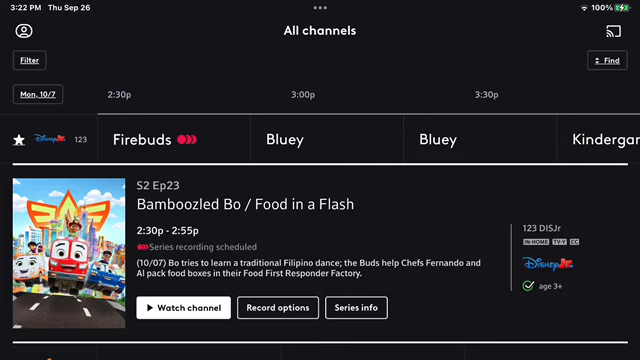 3:22 PM Thu Sep 26
100%
All channels
Filter
Find
Mon, 10/7
2:30p 3:00p 3:30p
Disney Jr. 123 Firebuds Bluey Bluey Kindergar
S2 Ep23
Bamboozled Bo / Food in a Flash
2:30p - 2:55p
Series recording scheduled
(10/07) Bo tries to learn a traditional Filipino dance; the Buds help Chefs Fernando and
Al pack food boxes in their Food First Responder Factory.
123 DISJr
IN-HOME TV-Y CC
Disney Jr.
age 3+
Watch channel Record options Series info